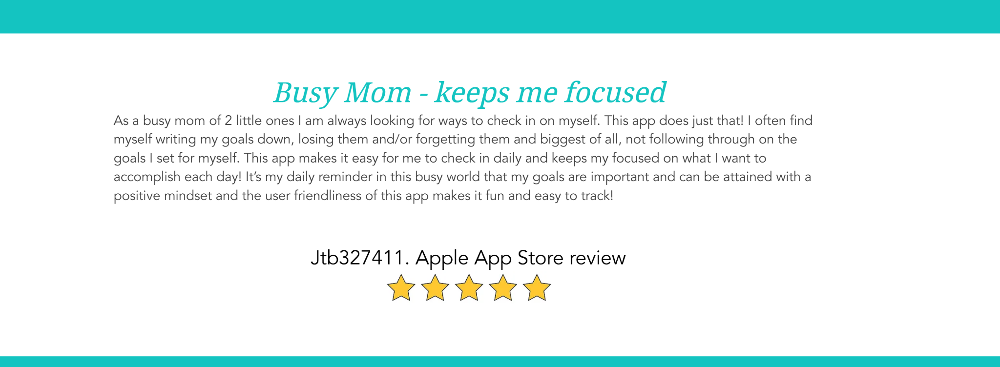 Busy Mom - keeps me focused
As a busy mom of 2 little ones I am always looking for ways to check in on myself. This app does just that! I often find
myself writing my goals down, losing them and/or forgetting them and biggest of all, not following through on the
goals I set for myself. This app makes it easy for me to check in daily and keeps my focused on what I want to
accomplish each day! It’s my daily reminder in this busy world that my goals are important and can be attained with a
positive mindset and the user friendliness of this app makes it fun and easy to track!
Jtb327411. Apple App Store review